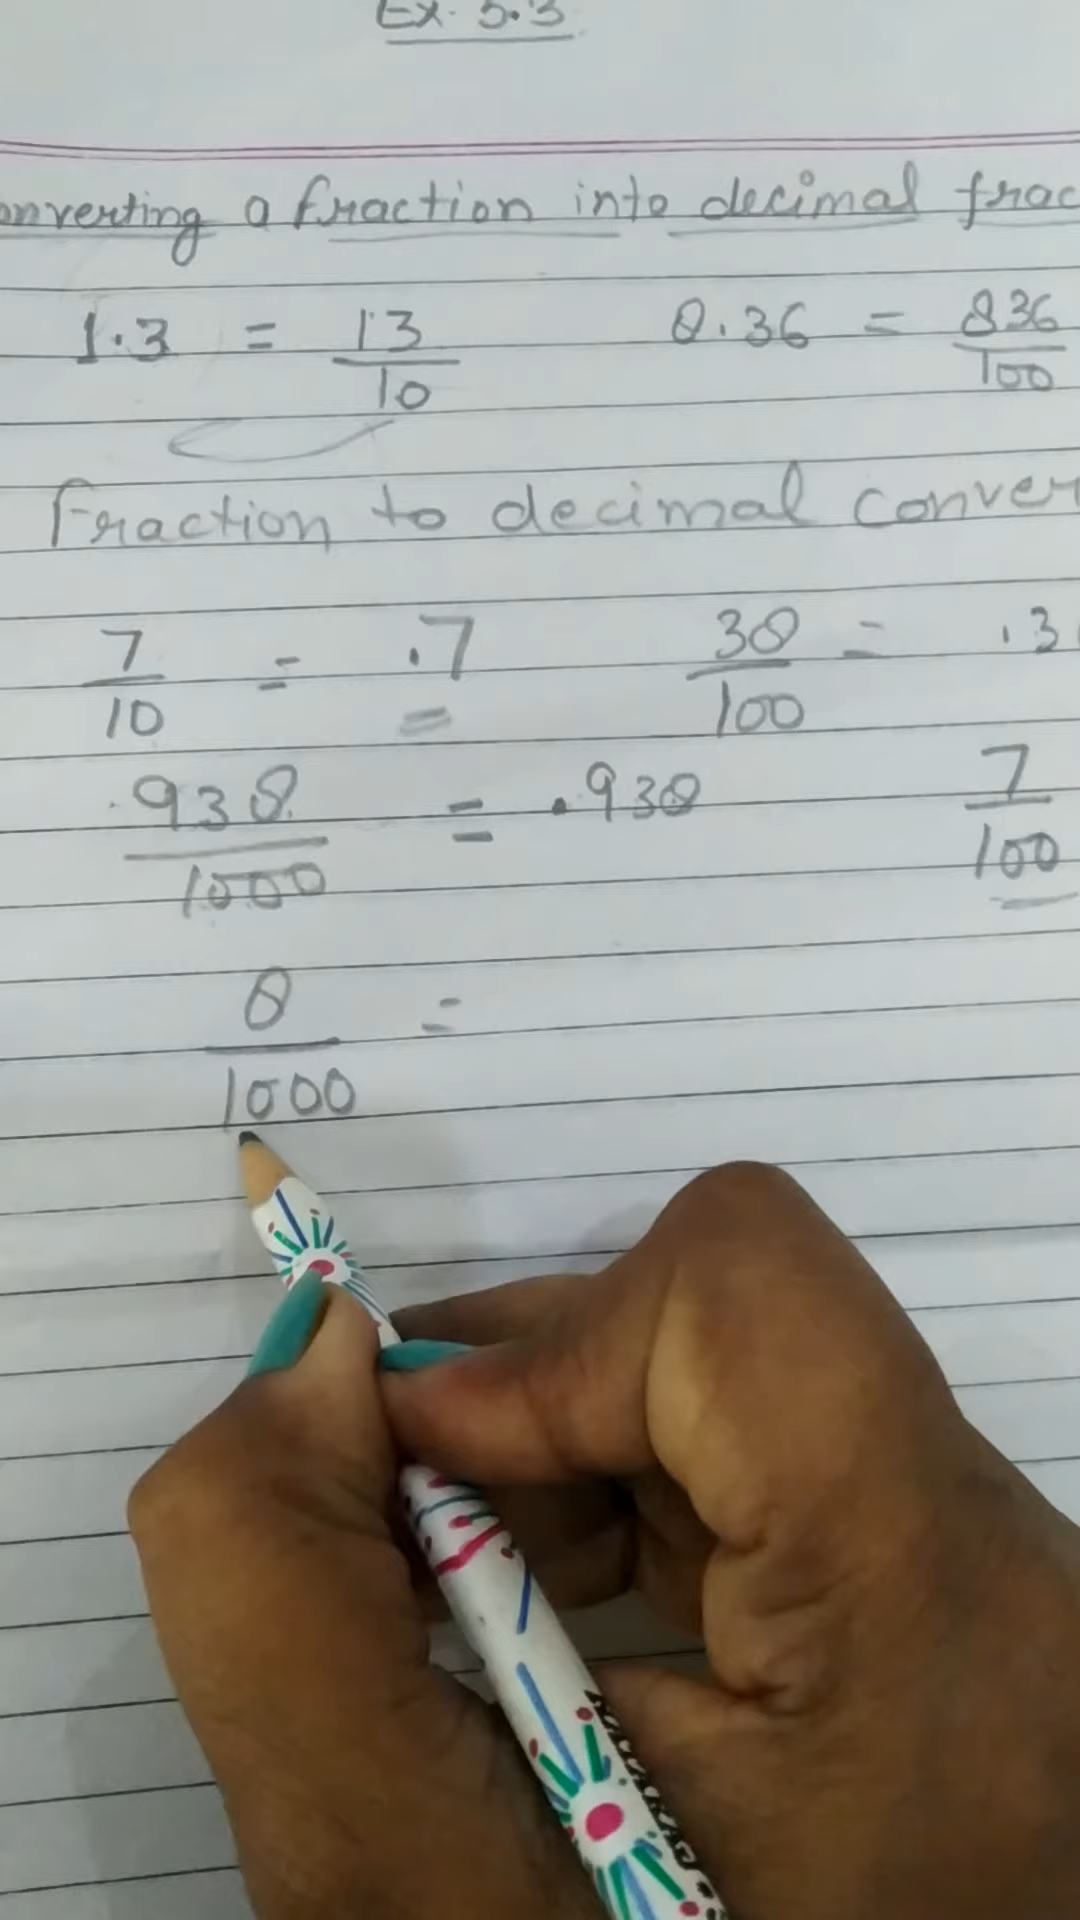 Ex. 5.3
onverting a fraction into decimal frac
1.3 = 13/10 8.36 = 836/100
Fraction to decimal conver
7/10 = .7 38/100 = .3
.938/1000 = .938 7/100
8/1000 =